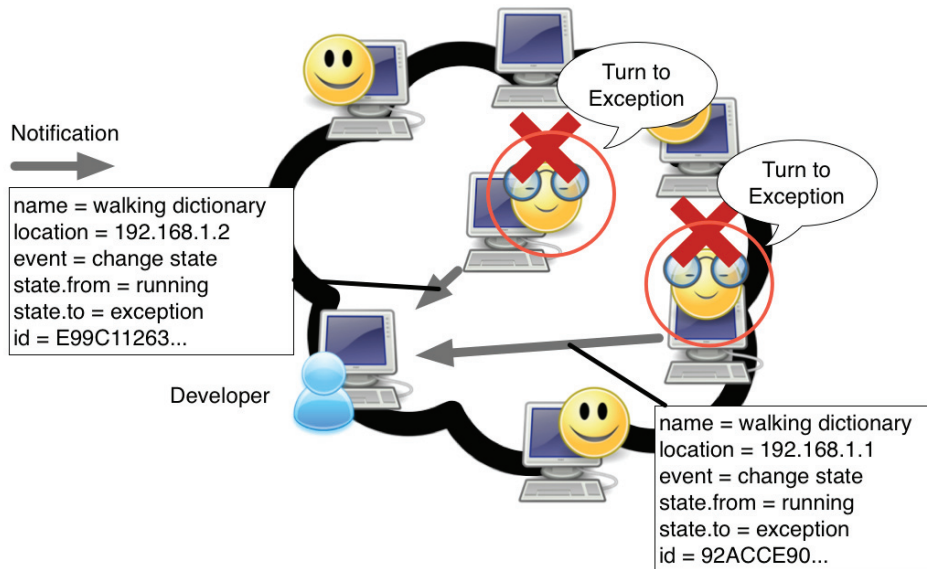 Turn to
Exception
Turn to
Exception
Notification
name = walking dictionary
location = 192.168.1.2
event = change state
state.from = running
state.to = exception
id = E99C11263...
Developer
name = walking dictionary
location = 192.168.1.1
event = change state
state.from = running
state.to = exception
id = 92ACCE90...